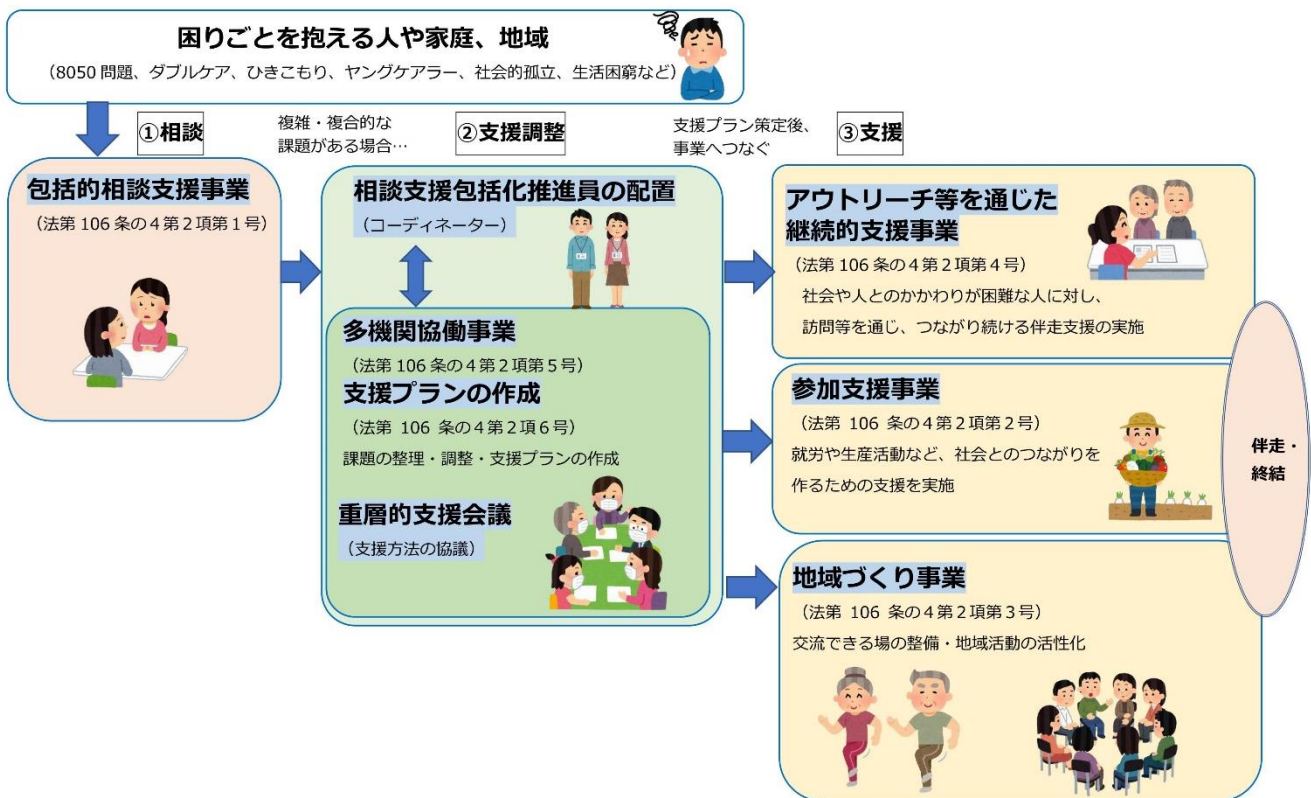 困りごとを抱える人や家庭、地域
（8050問題、ダブルケア、ひきこもり、ヤングケアラー、社会的孤立、生活困窮など）
①相談
複雑・複合的な
課題がある場合…
②支援調整
支援プラン策定後、
事業へつなぐ
③支援
包括的相談支援事業
（法第106条の４第２項第１号）
相談支援包括化推進員の配置
（コーディネーター）
多機関協働事業
（法第106条の４第２項第５号）
支援プランの作成
（法第 106 条の４第２項６号）
課題の整理・調整・支援プランの作成
重層的支援会議
（支援方法の協議）
アウトリーチ等を通じた
継続的支援事業
（法第106条の４第２項第４号）
社会や人とのかかわりが困難な人に対し、
訪問等を通じ、つながり続ける伴走支援の実施
参加支援事業
（法第 106 条の４第２項第２号）
就労や生産活動など、社会とのつながりを
作るための支援を実施
地域づくり事業
（法第 106 条の４第２項第３号）
交流できる場の整備・地域活動の活性化
伴走・
終結